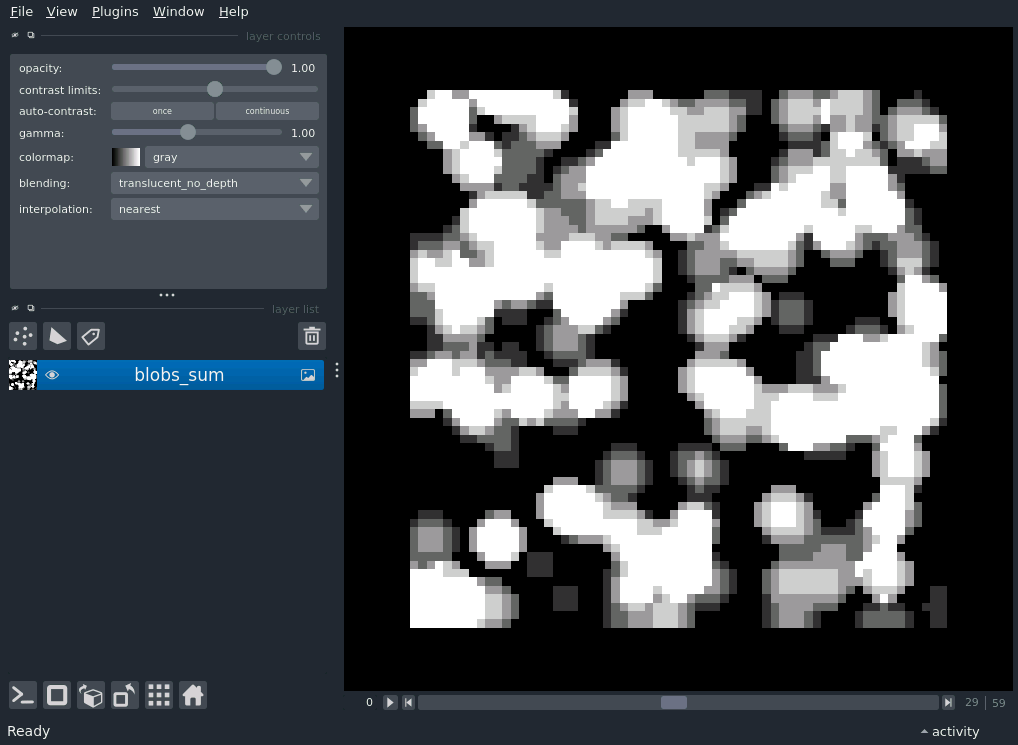 File View Plugins Window Help
layer controls
opacity: 1.00
contrast limits:
auto-contrast: once continuous
gamma: 1.00
colormap: gray
blending: translucent_no_depth
interpolation: nearest
layer list
blobs_sum
0 29 59
Ready activity